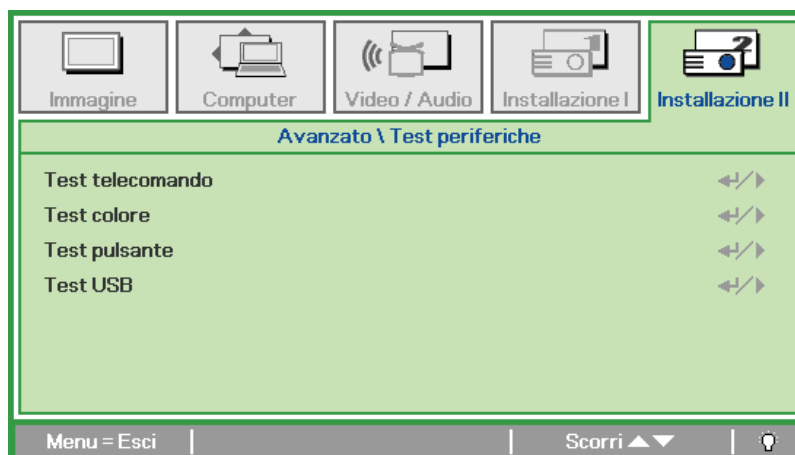 Immagine
Computer
Video / Audio
Installazione I
Installazione II
Avanzato \ Test periferiche
Test telecomando
Test colore
Test pulsante
Test USB
Menu = Esci
Scorri